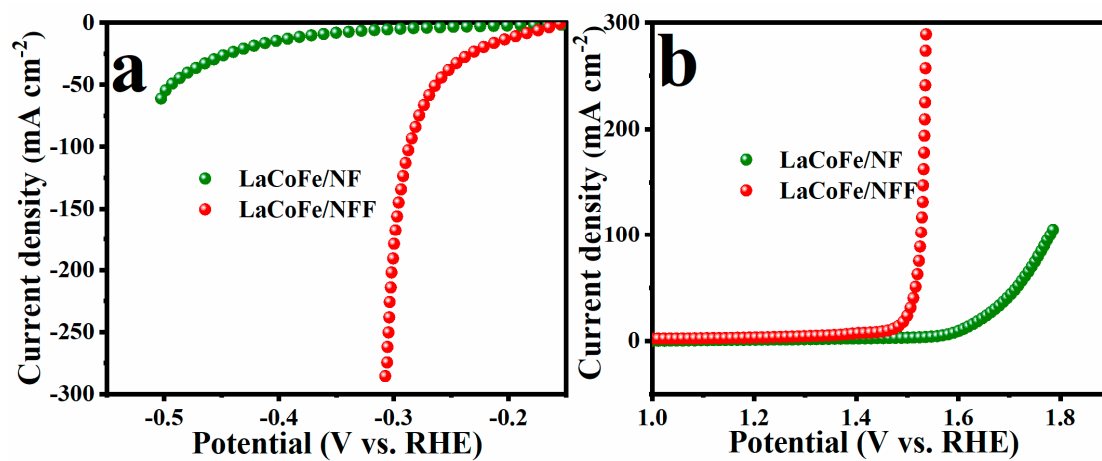 a
0
-50
-100
-150
-200
-250
-300
Current density (mA cm-2)
LaCoFe/NF
LaCoFe/NFF
-0.5 -0.4 -0.3 -0.2
Potential (V vs. RHE)
b
300
200
100
0
Current density (mA cm-2)
LaCoFe/NF
LaCoFe/NFF
1.0 1.2 1.4 1.6 1.8
Potential (V vs. RHE)